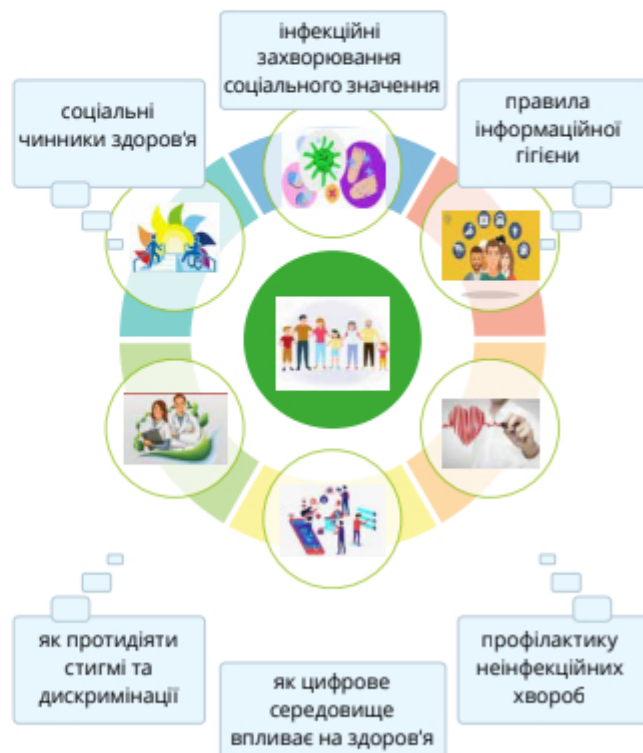 інфекційні
захворювання
соціального значення
соціальні
чинники здоров'я
правила
інформаційної
гігієни
як протидіяти
стигмі та
дискримінації
як цифрове
середовище
впливає на здоров'я
профілактику
неінфекційних
хвороб